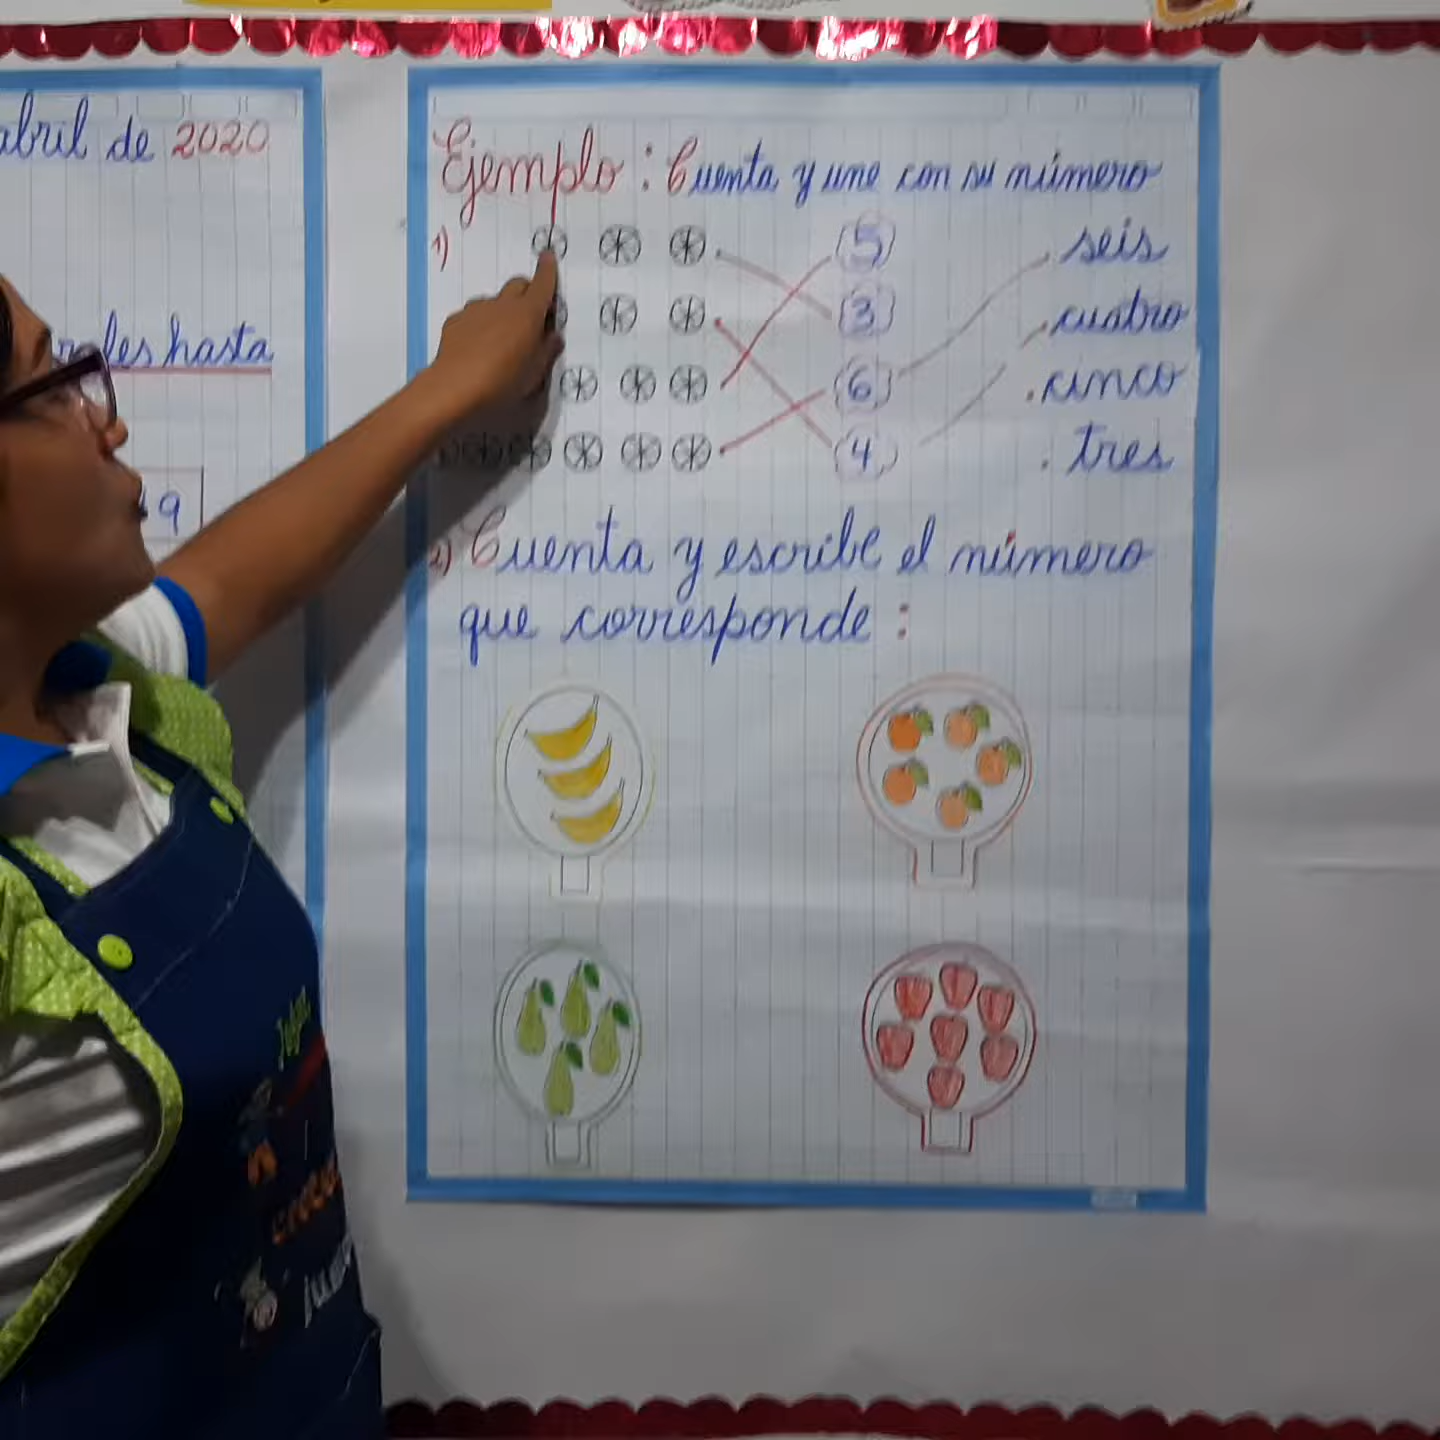 abril de 2020
rales hasta
9
Ejemplo: Cuenta y une con su número
1)
5
3
6
4
seis
cuatro
cinco
tres
2) Cuenta y escribe el número
que corresponde: